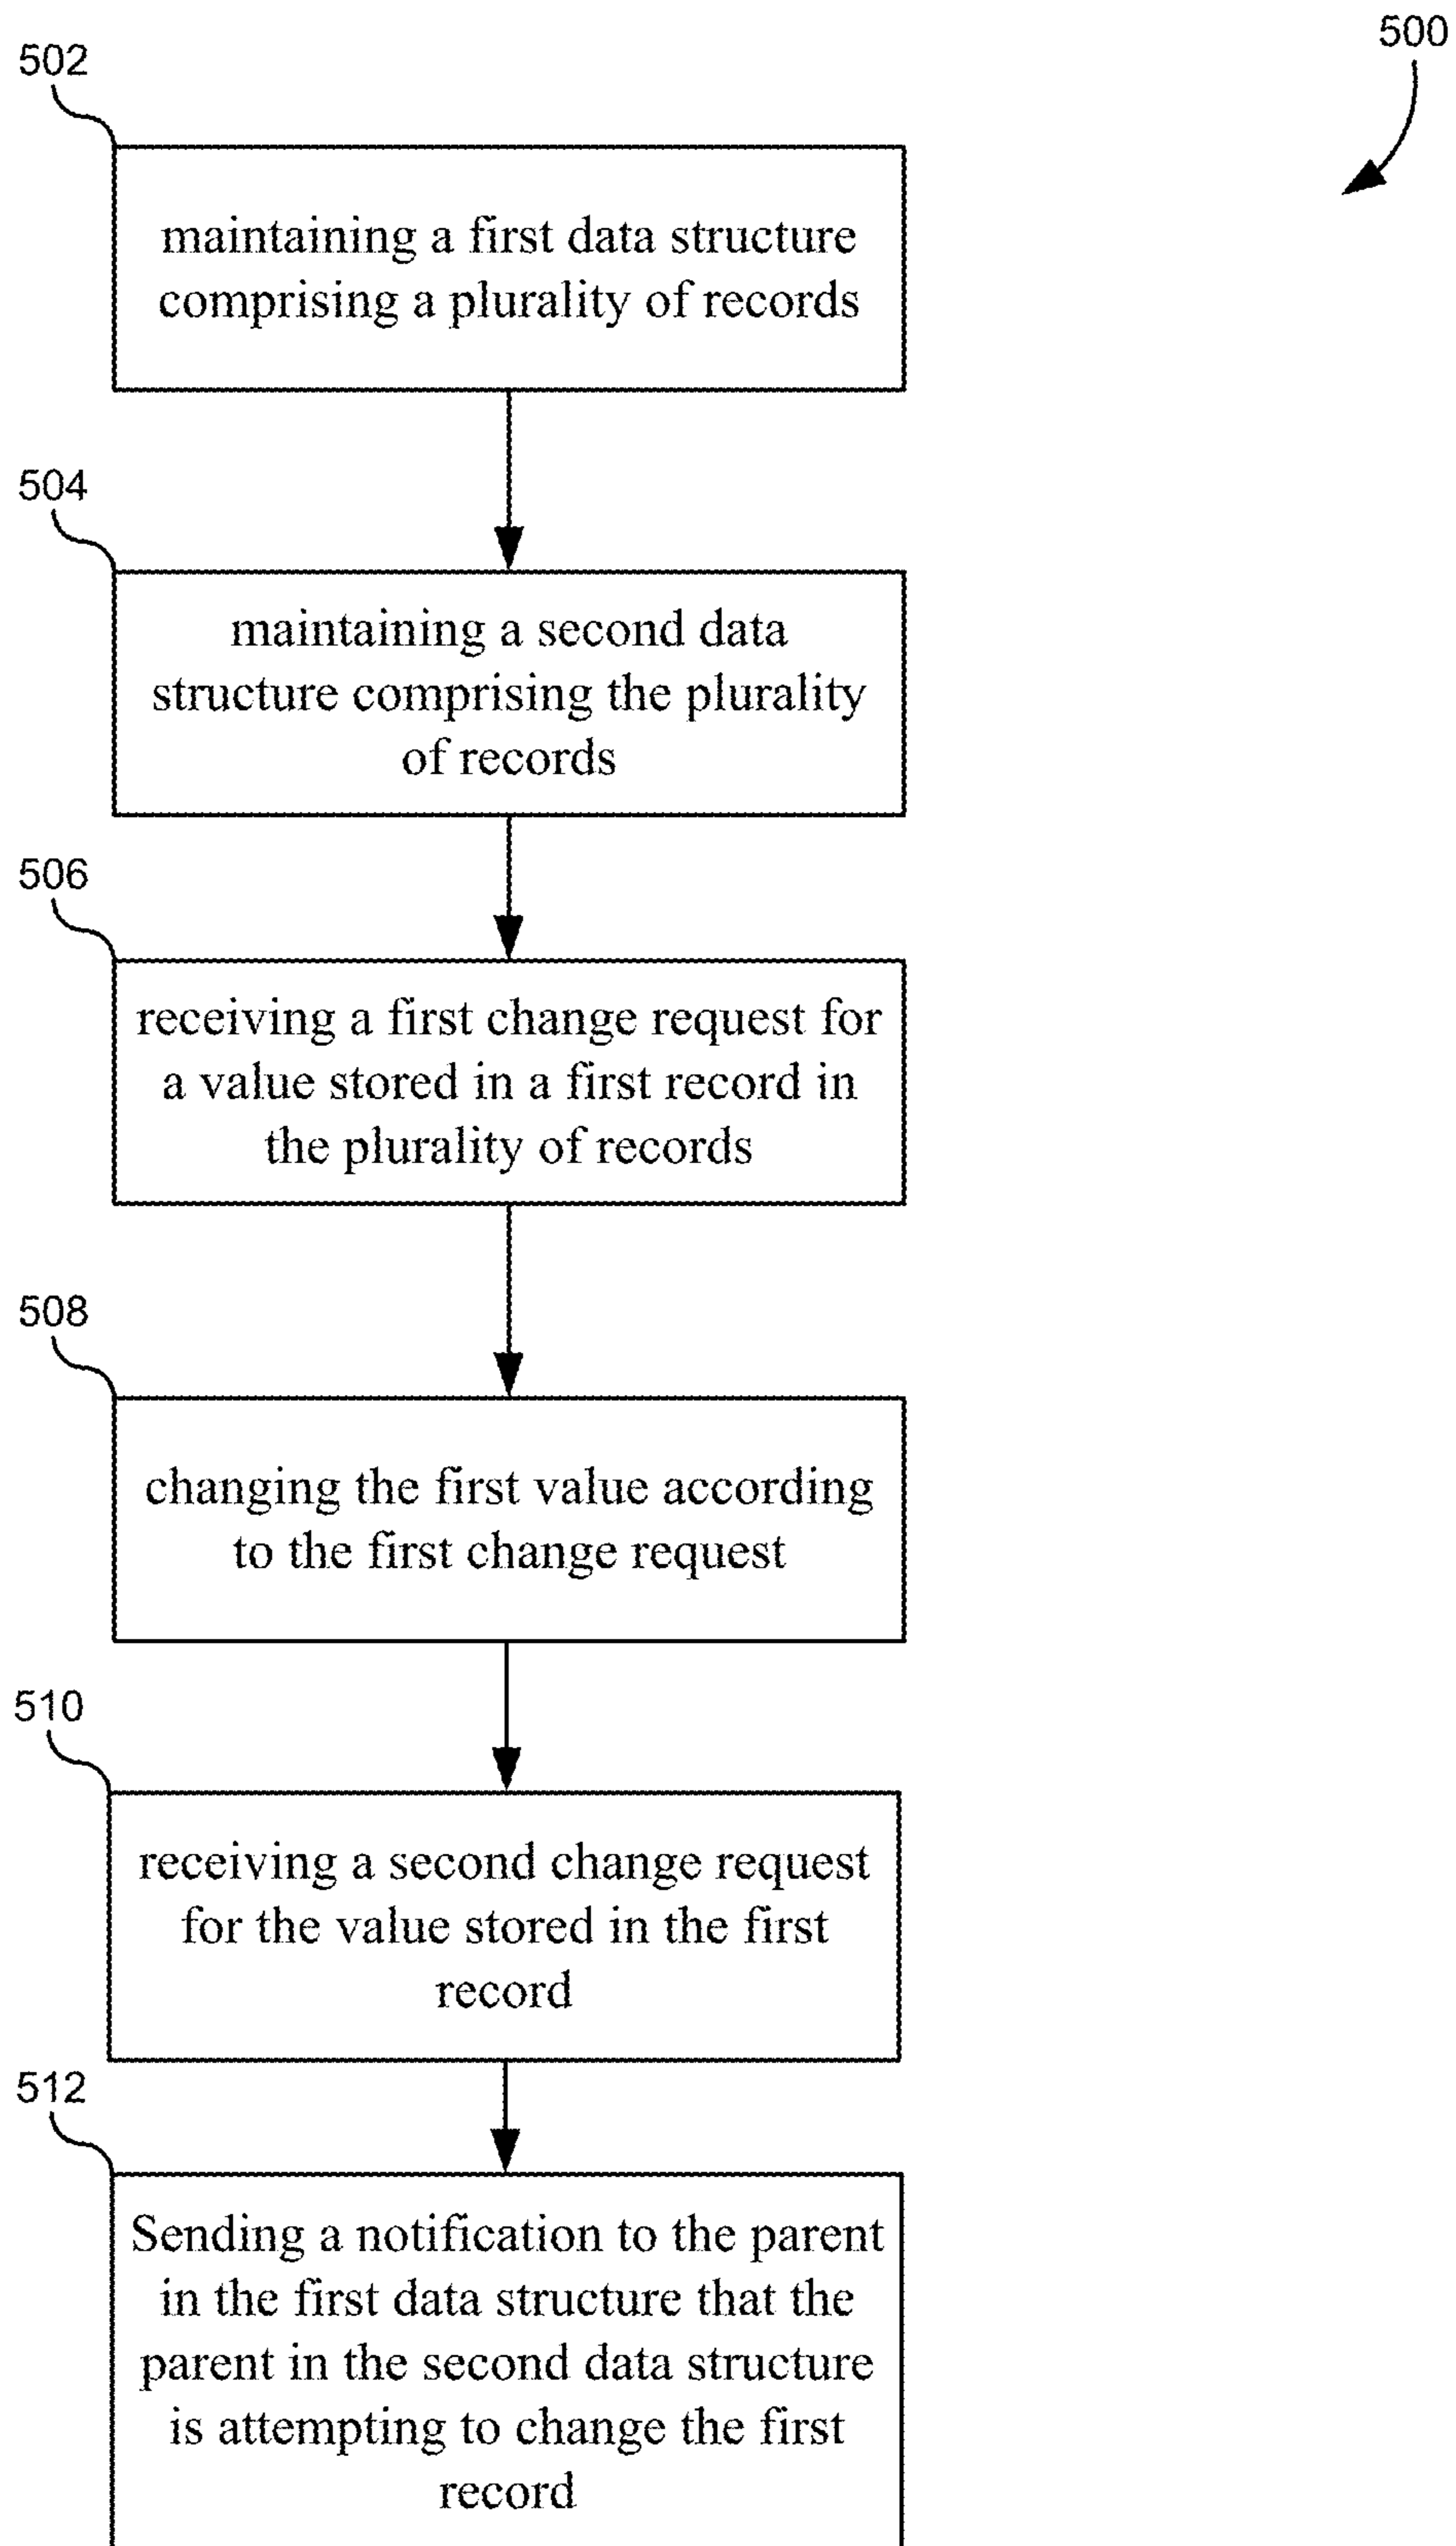 500
502
maintaining a first data structure
comprising a plurality of records
504
maintaining a second data
structure comprising the plurality
of records
506
receiving a first change request for
a value stored in a first record in
the plurality of records
508
changing the first value according
to the first change request
510
receiving a second change request
for the value stored in the first
record
512
Sending a notification to the parent
in the first data structure that the
parent in the second data structure
is attempting to change the first
record